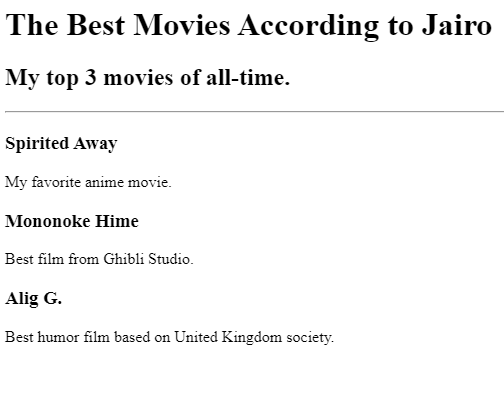 The Best Movies According to Jairo
My top 3 movies of all-time.
Spirited Away
My favorite anime movie.
Mononoke Hime
Best film from Ghibli Studio.
Alig G.
Best humor film based on United Kingdom society.